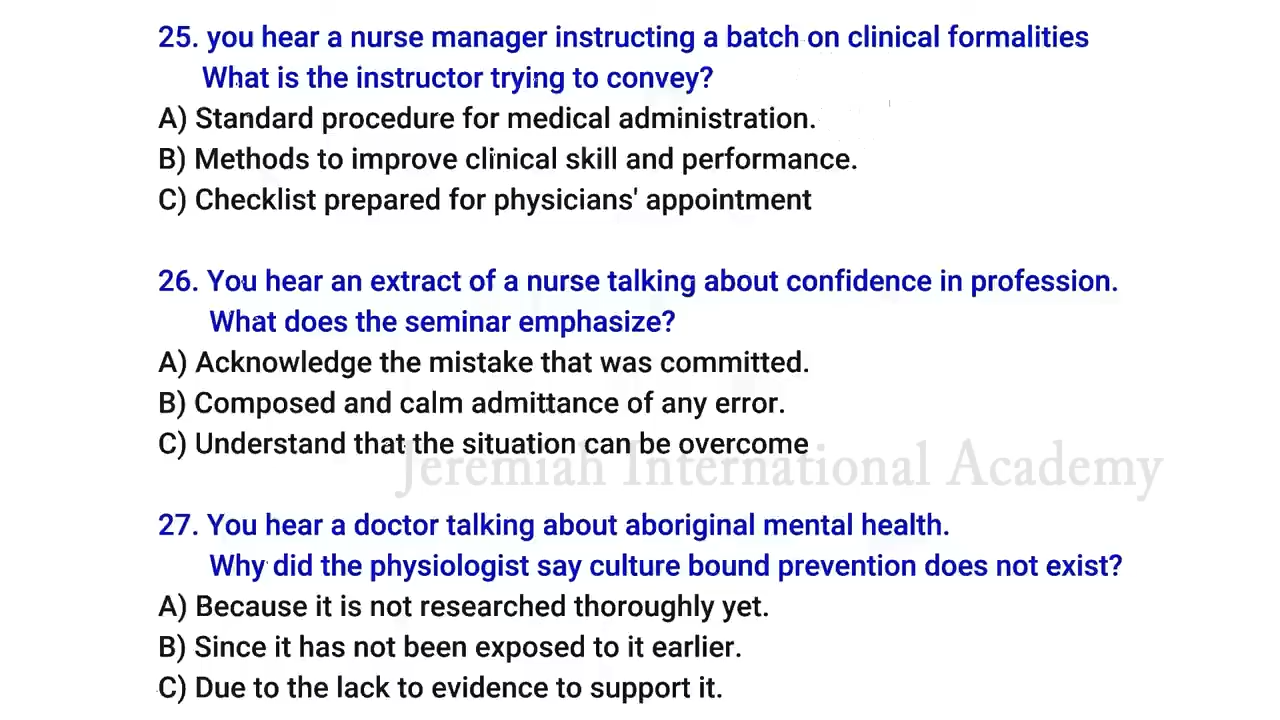 25. you hear a nurse manager instructing a batch on clinical formalities
What is the instructor trying to convey?
A) Standard procedure for medical administration.
B) Methods to improve clinical skill and performance.
C) Checklist prepared for physicians' appointment
26. You hear an extract of a nurse talking about confidence in profession.
What does the seminar emphasize?
A) Acknowledge the mistake that was committed.
B) Composed and calm admittance of any error.
C) Understand that the situation can be overcome
Jeremiah International Academy
27. You hear a doctor talking about aboriginal mental health.
Why did the physiologist say culture bound prevention does not exist?
A) Because it is not researched thoroughly yet.
B) Since it has not been exposed to it earlier.
C) Due to the lack to evidence to support it.